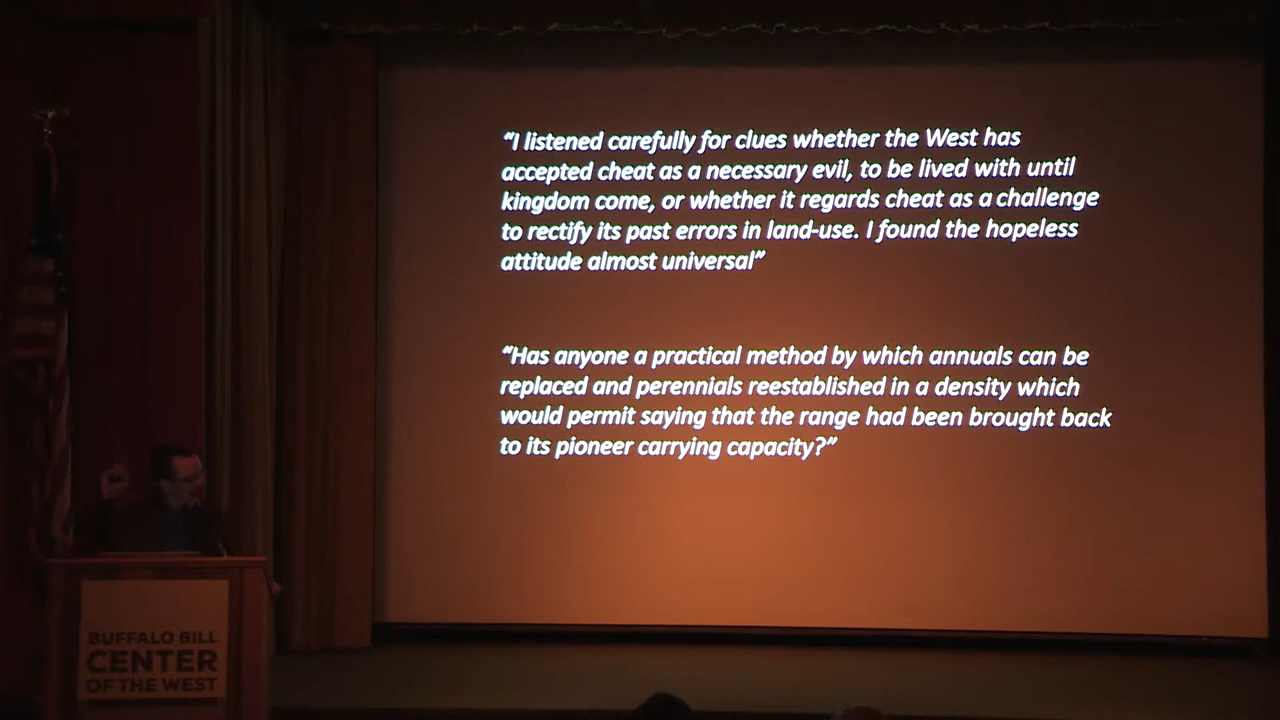 “I listened carefully for clues whether the West has
accepted cheat as a necessary evil, to be lived with until
kingdom come, or whether it regards cheat as a challenge
to rectify its past errors in land-use. I found the hopeless
attitude almost universal”
“Has anyone a practical method by which annuals can be
replaced and perennials reestablished in a density which
would permit saying that the range had been brought back
to its pioneer carrying capacity?”
BUFFALO BILL
CENTER
OF THE WEST